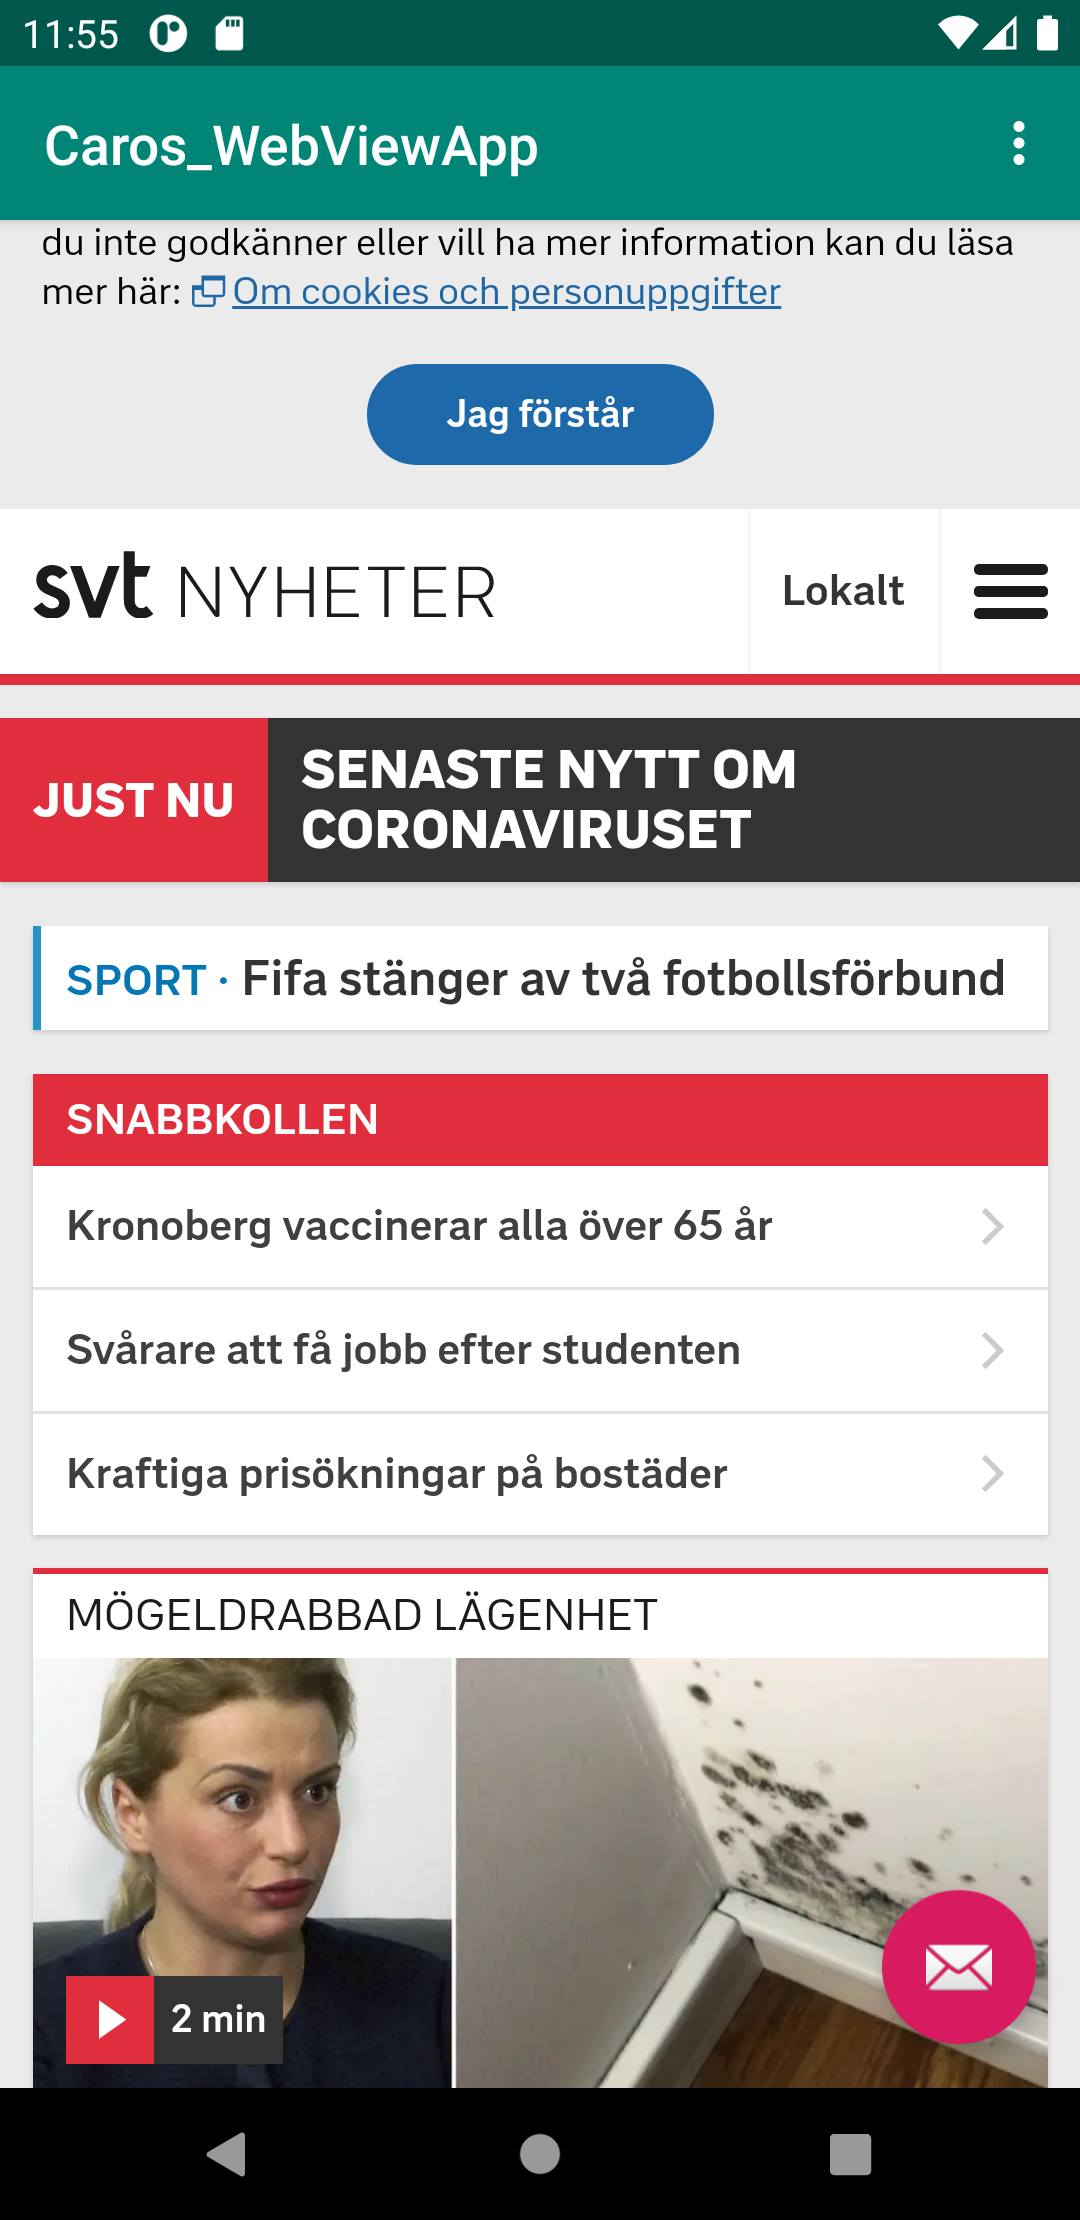 11:55
Caros_WebViewApp
du inte godkänner eller vill ha mer information kan du läsa
mer här: Om cookies och personuppgifter
Jag förstår
svt NYHETER
Lokalt
JUST NU
SENASTE NYTT OM
CORONAVIRUSET
SPORT · Fifa stänger av två fotbollsförbund
SNABBKOLLEN
Kronoberg vaccinerar alla över 65 år
Svårare att få jobb efter studenten
Kraftiga prisökningar på bostäder
MÖGELDRABBAD LÄGENHET
2 min